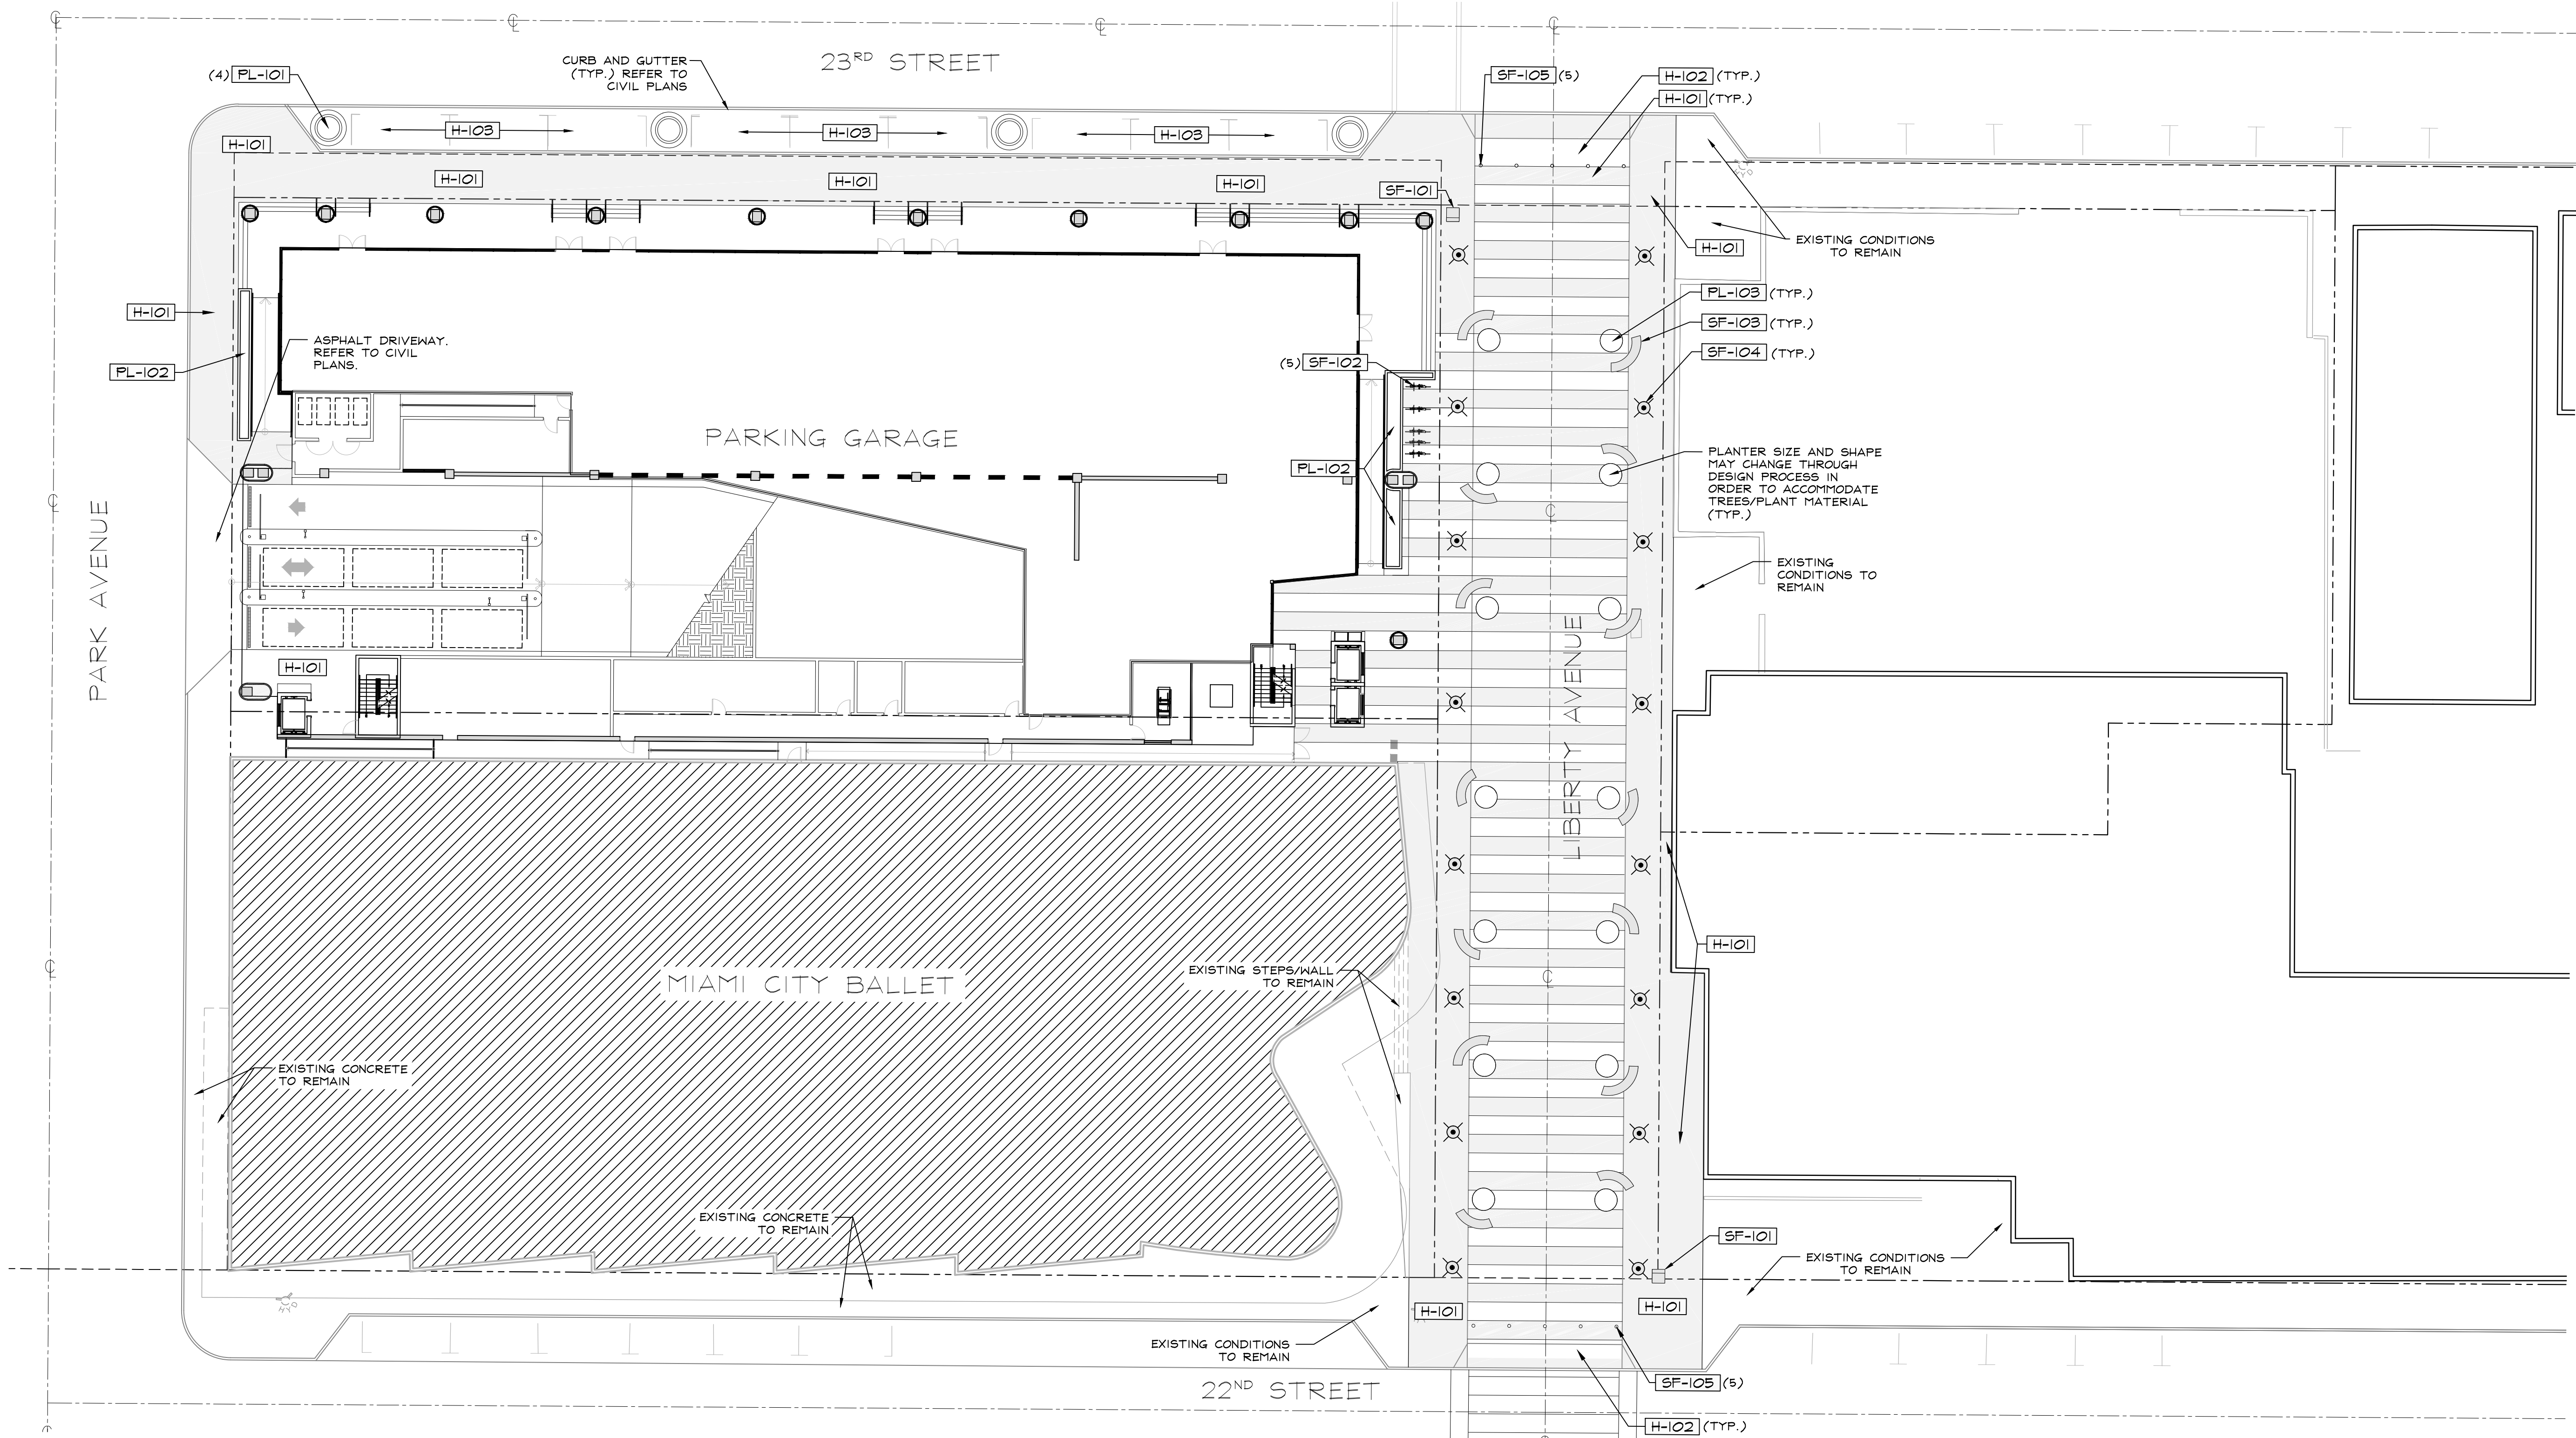 23RD STREET
CURB AND GUTTER
(TYP.) REFER TO
CIVIL PLANS
(4) PL-101
SF-105 (5)
H-102 (TYP.)
H-101 (TYP.)
H-103
H-103
H-103
H-101
H-101
H-101
H-101
SF-101
HYD
H-101
EXISTING CONDITIONS
TO REMAIN
H-101
PL-103 (TYP.)
SF-103 (TYP.)
SF-104 (TYP.)
ASPHALT DRIVEWAY.
REFER TO CIVIL
PLANS.
PL-102
(5) SF-102
PARKING GARAGE
PL-102
PLANTER SIZE AND SHAPE
MAY CHANGE THROUGH
DESIGN PROCESS IN
ORDER TO ACCOMMODATE
TREES/PLANT MATERIAL
(TYP.)
PARK AVENUE
EXISTING
CONDITIONS TO
REMAIN
H-101
LIBERTY AVENUE
H-101
MIAMI CITY BALLET
EXISTING STEPS/WALL
TO REMAIN
EXISTING CONCRETE
TO REMAIN
EXISTING CONCRETE
TO REMAIN
SF-101
EXISTING CONDITIONS
TO REMAIN
HYD
H-101
H-101
EXISTING CONDITIONS
TO REMAIN
22ND STREET
SF-105 (5)
H-102 (TYP.)